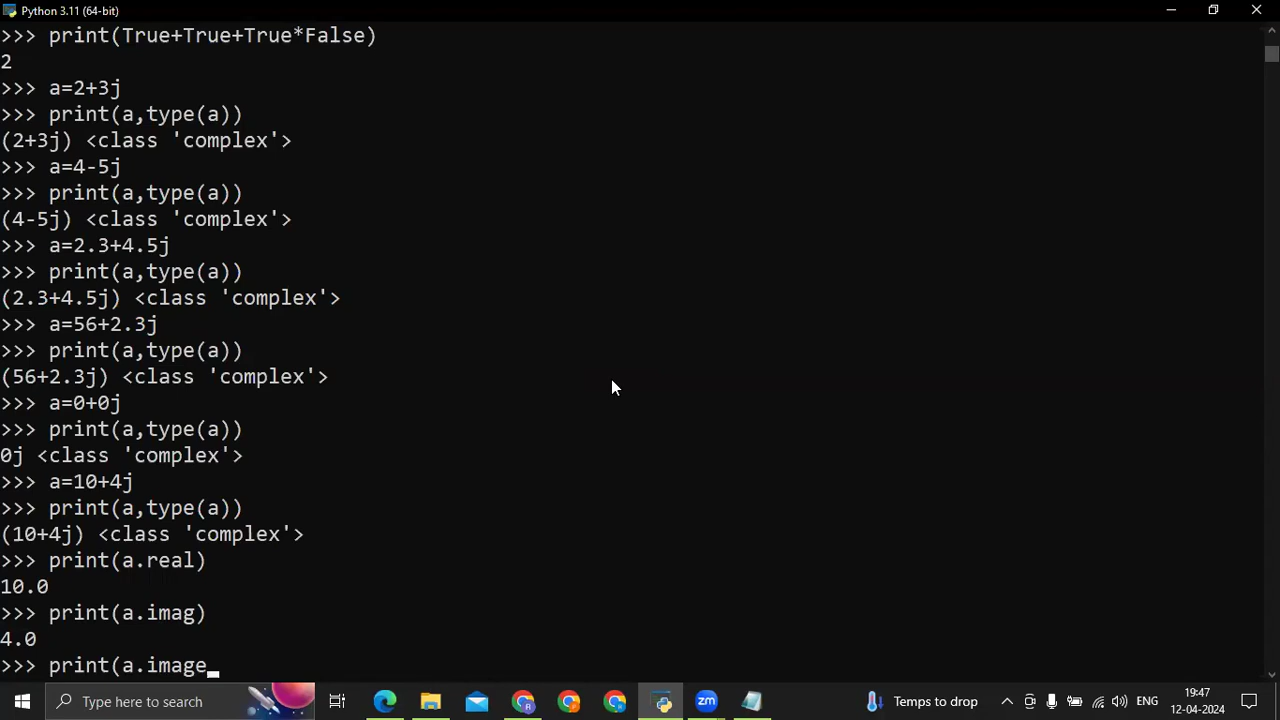 Python 3.11 (64-bit)
>>> print(True+True+True*False)
2
>>> a=2+3j
>>> print(a,type(a))
(2+3j) <class 'complex'>
>>> a=4-5j
>>> print(a,type(a))
(4-5j) <class 'complex'>
>>> a=2.3+4.5j
>>> print(a,type(a))
(2.3+4.5j) <class 'complex'>
>>> a=56+2.3j
>>> print(a,type(a))
(56+2.3j) <class 'complex'>
>>> a=0+0j
>>> print(a,type(a))
0j <class 'complex'>
>>> a=10+4j
>>> print(a,type(a))
(10+4j) <class 'complex'>
>>> print(a.real)
10.0
>>> print(a.imag)
4.0
>>> print(a.image_
Type here to search
R
R
zm
Temps to drop
ENG
19:47
12-04-2024